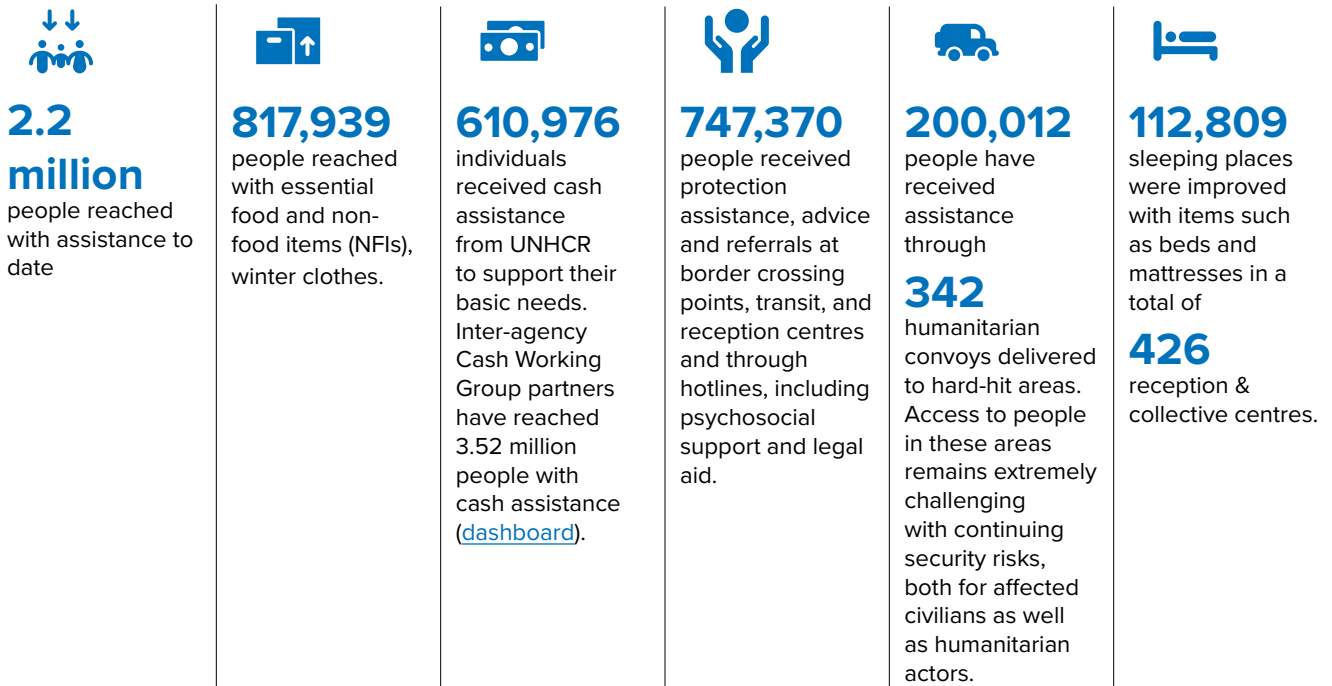 2.2
million
people reached
with assistance to
date
817,939
people reached
with essential
food and non-
food items (NFIs),
winter clothes.
610,976
individuals
received cash
assistance
from UNHCR
to support their
basic needs.
Inter-agency
Cash Working
Group partners
have reached
3.52 million
people with
cash assistance
(dashboard).
747,370
people received
protection
assistance, advice
and referrals at
border crossing
points, transit, and
reception centres
and through
hotlines, including
psychosocial
support and legal
aid.
200,012
people have
received
assistance
through
342
humanitarian
convoys delivered
to hard-hit areas.
Access to people
in these areas
remains extremely
challenging
with continuing
security risks,
both for affected
civilians as well
as humanitarian
actors.
112,809
sleeping places
were improved
with items such
as beds and
mattresses in a
total of
426
reception &
collective centres.